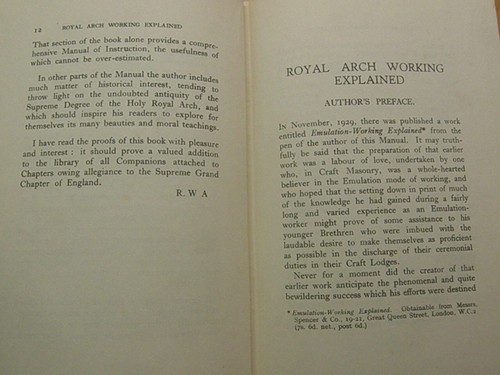 12 ROYAL ARCH WORKING EXPLAINED
That section of the book alone provides a compre-
hensive Manual of Instruction, the usefulness of
which cannot be over-estimated.
In other parts of the Manual the author includes
much matter of historical interest, tending to
throw light on the undoubted antiquity of the
Supreme Degree of the Holy Royal Arch, and
which should inspire his readers to explore for
themselves its many beauties and moral teachings.
I have read the proofs of this book with pleasure
and interest : it should prove a valued addition
to the library of all Companions attached to
Chapters owing allegiance to the Supreme Grand
Chapter of England.
R. W A
ROYAL ARCH WORKING
EXPLAINED
AUTHOR'S PREFACE.
IN November, 1929, there was published a work
entitled Emulation-Working Explained* from the
pen of the author of this Manual. It may truth-
fully be said that the preparation of that earlier
work was a labour of love, undertaken by one
who, in Craft Masonry, was a whole-hearted
believer in the Emulation mode of working, and
who hoped that the setting down in print of much
of the knowledge he had gained during a fairly
long and varied experience as an Emulation-
worker might prove of some assistance to his
younger Brethren who were imbued with the
laudable desire to make themselves as proficient
as possible in the discharge of their ceremonial
duties in their Craft Lodges.
Never for a moment did the creator of that
earlier work anticipate the phenomenal and quite
bewildering success which his efforts were destined
* Emulation-Working Explained. Obtainable from Messrs.
Spencer & Co., 19-21, Great Queen Street, London, W.C.2
(7s. 6d. net., post 6d.)